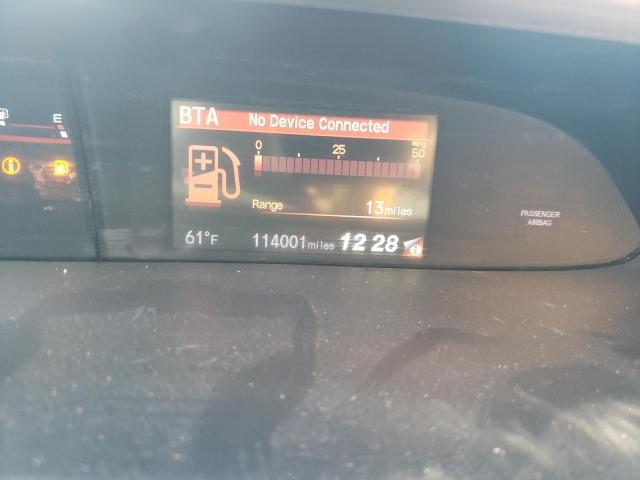 BTA No Device Connected
E
0 25 50
mpg
Range 13 miles
61°F 114001 miles 12 28
PASSENGER
AIRBAG